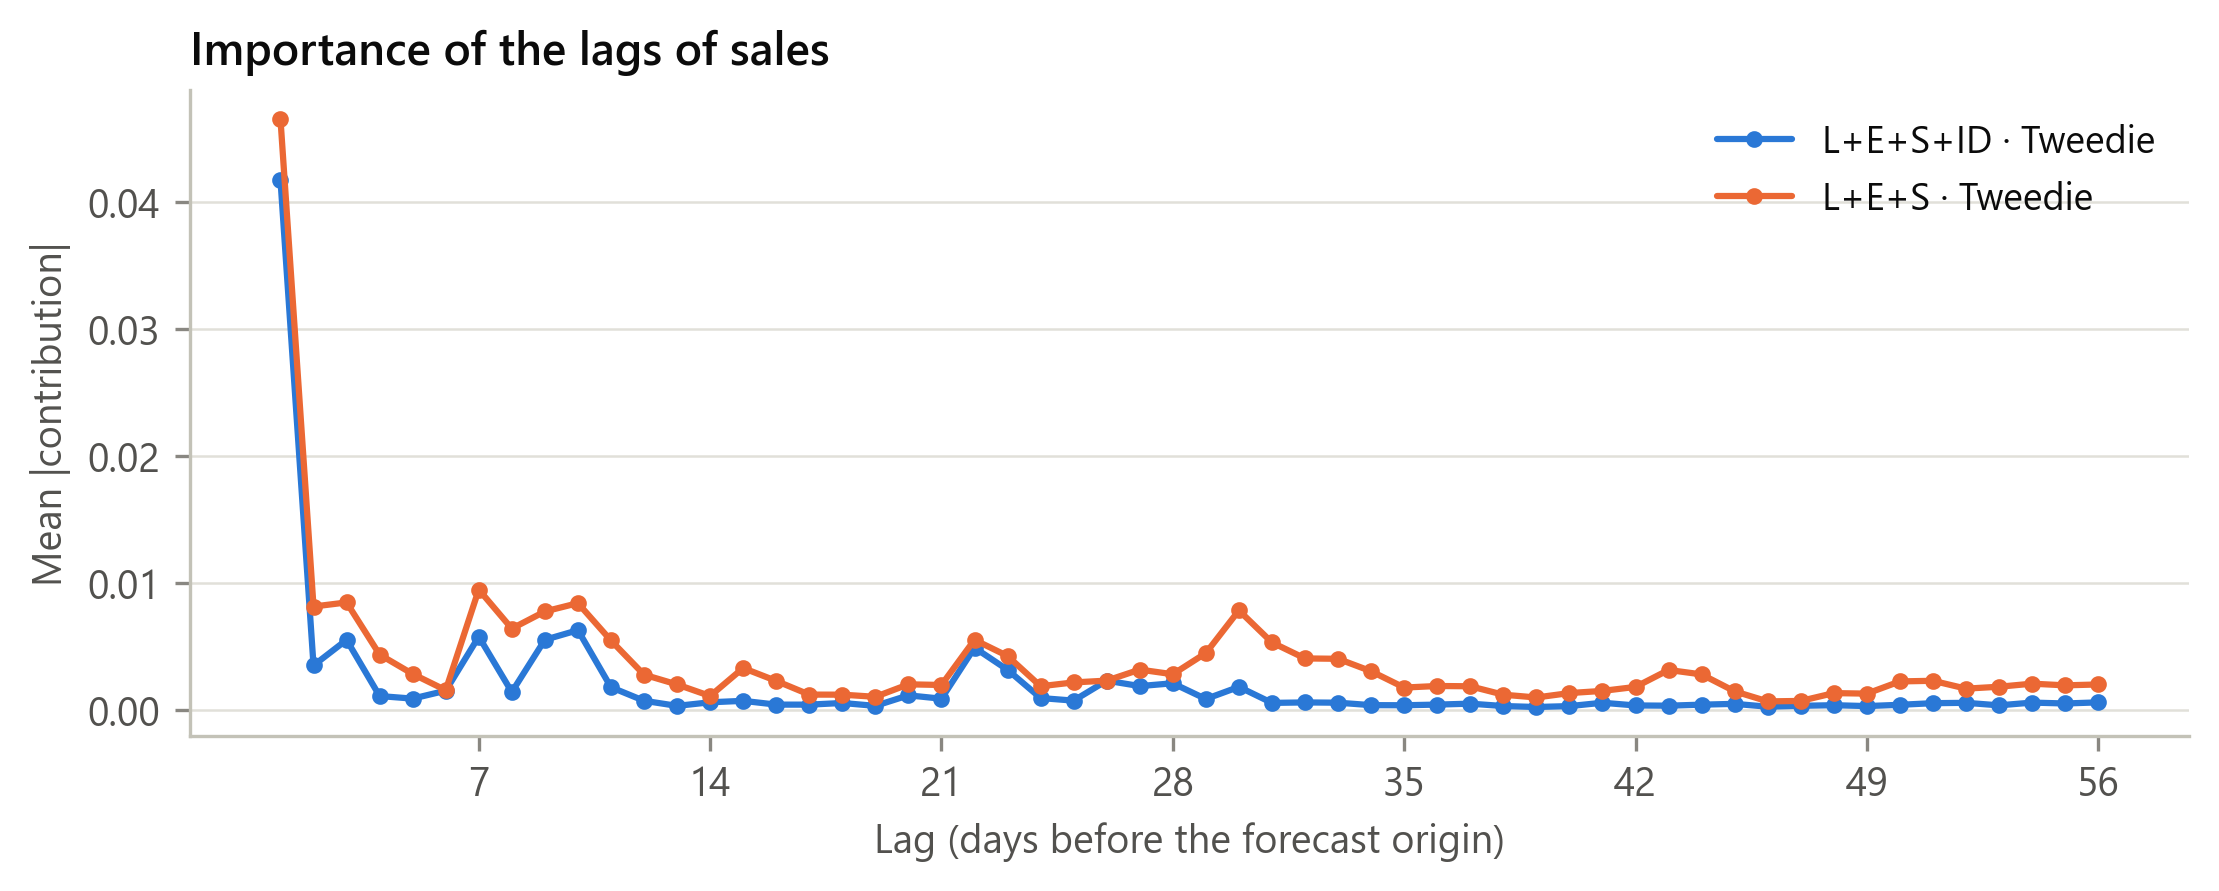 Importance of the lags of sales
L+E+S+ID · Tweedie
L+E+S · Tweedie
Mean |contribution|
0.04
0.03
0.02
0.01
0.00
7 14 21 28 35 42 49 56
Lag (days before the forecast origin)